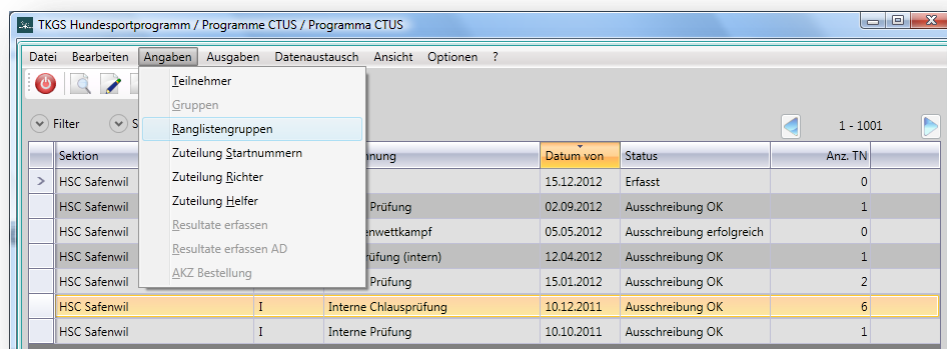 TKGS Hundesportprogramm / Programme CTUS / Programma CTUS
Datei Bearbeiten Angaben Ausgaben Datenaustausch Ansicht Optionen ?
Teilnehmer
Gruppen
Ranglistengruppen
Zuteilung Startnummern
Zuteilung Richter
Zuteilung Helfer
Resultate erfassen
Resultate erfassen AD
AKZ Bestellung
Filter S 1 - 1001
Sektion Datum von Status Anz. TN
HSC Safenwil 15.12.2012 Erfasst 0
HSC Safenwil Prüfung 02.09.2012 Ausschreibung OK 1
HSC Safenwil enwettkampf 05.05.2012 Ausschreibung erfolgreich 0
HSC Safenwil rüfung (intern) 12.04.2012 Ausschreibung OK 1
HSC Safenwil Prüfung 15.01.2012 Ausschreibung OK 2
HSC Safenwil I Interne Chlausprüfung 10.12.2011 Ausschreibung OK 6
HSC Safenwil I Interne Prüfung 10.10.2011 Ausschreibung OK 1